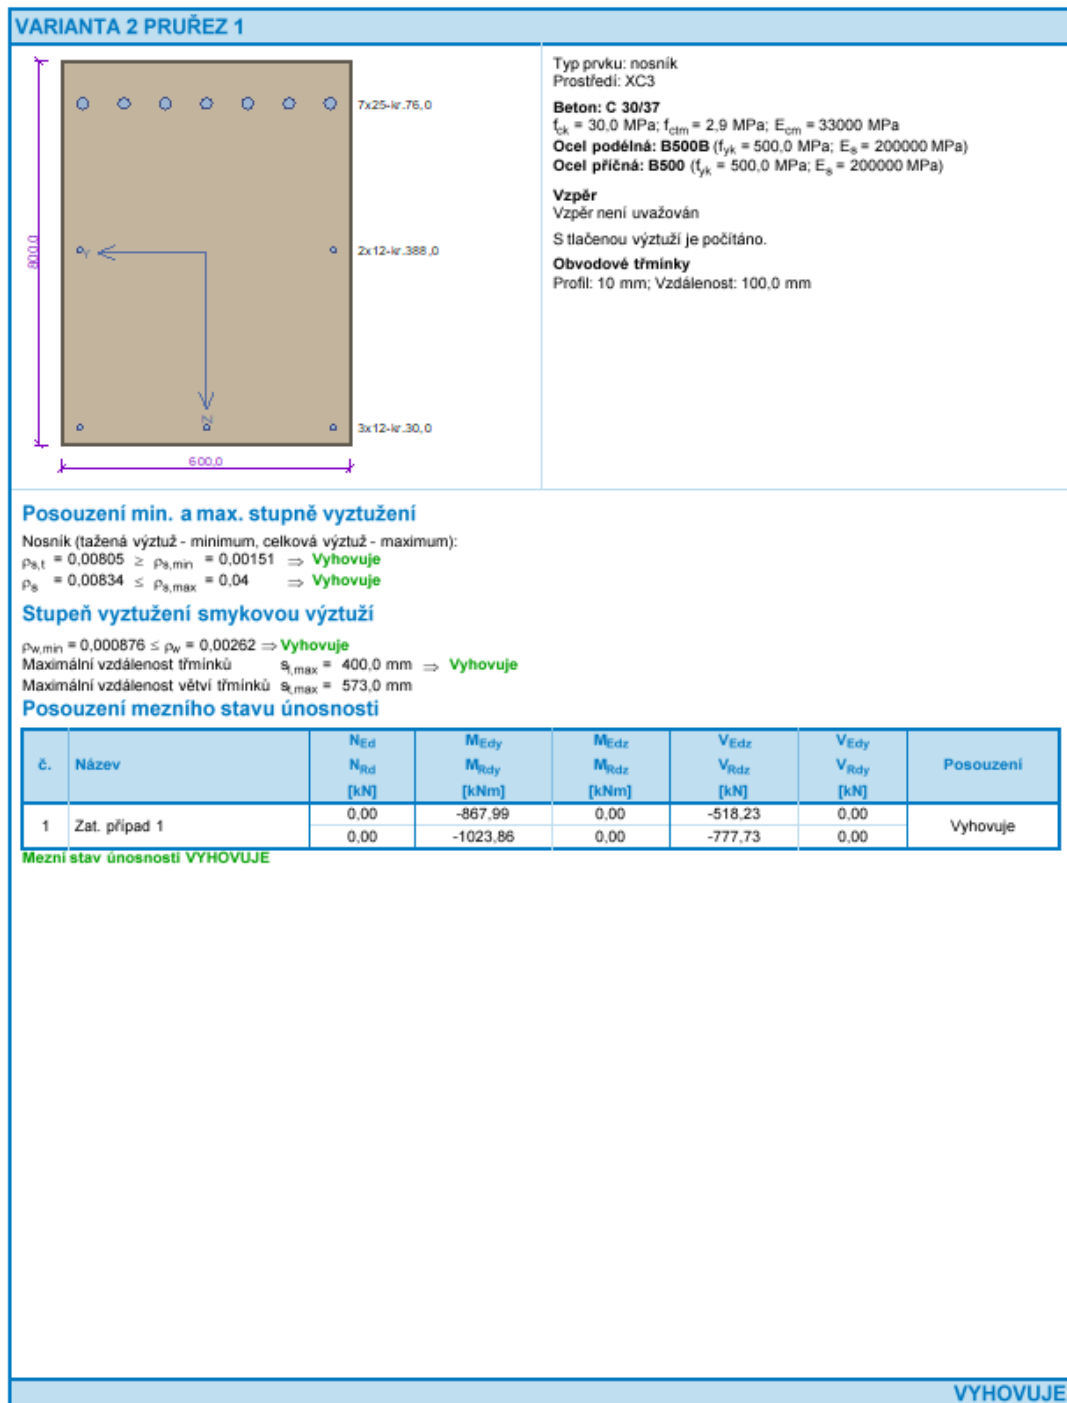 VARIANTA 2 PRUŘEZ 1
7x25-kr.76,0
2x12-kr.388,0
3x12-kr.30,0
800,0
600,0
Y
Z
Typ prvku: nosník
Prostředí: XC3
Beton: C 30/37
fck = 30,0 MPa; fctm = 2,9 MPa; Ecm = 33000 MPa
Ocel podélná: B500B (fyk = 500,0 MPa; Es = 200000 MPa)
Ocel příčná: B500 (fyk = 500,0 MPa; Es = 200000 MPa)
Vzpěr
Vzpěr není uvažován
S tlačenou výztuží je počítáno.
Obvodové třmínky
Profil: 10 mm; Vzdálenost: 100,0 mm
Posouzení min. a max. stupně vyztužení
Nosník (tažená výztuž - minimum, celková výztuž - maximum):
ρs,t = 0,00805 ≥ ρs,min = 0,00151 ⇒ Vyhovuje
ρs = 0,00834 ≤ ρs,max = 0,04 ⇒ Vyhovuje
Stupeň vyztužení smykovou výztuží
ρw,min = 0,000876 ≤ ρw = 0,00262 ⇒ Vyhovuje
Maximální vzdálenost třmínků sl,max = 400,0 mm ⇒ Vyhovuje
Maximální vzdálenost větví třmínků st,max = 573,0 mm
Posouzení mezního stavu únosnosti
č. Název NEd MEdy MEdz VEdz VEdy Posouzení
NRd MRdy MRdz VRdz VRdy
[kN] [kNm] [kNm] [kN] [kN]
1 Zat. případ 1 0,00 -867,99 0,00 -518,23 0,00 Vyhovuje
0,00 -1023,86 0,00 -777,73 0,00
Mezní stav únosnosti VYHOVUJE
VYHOVUJE